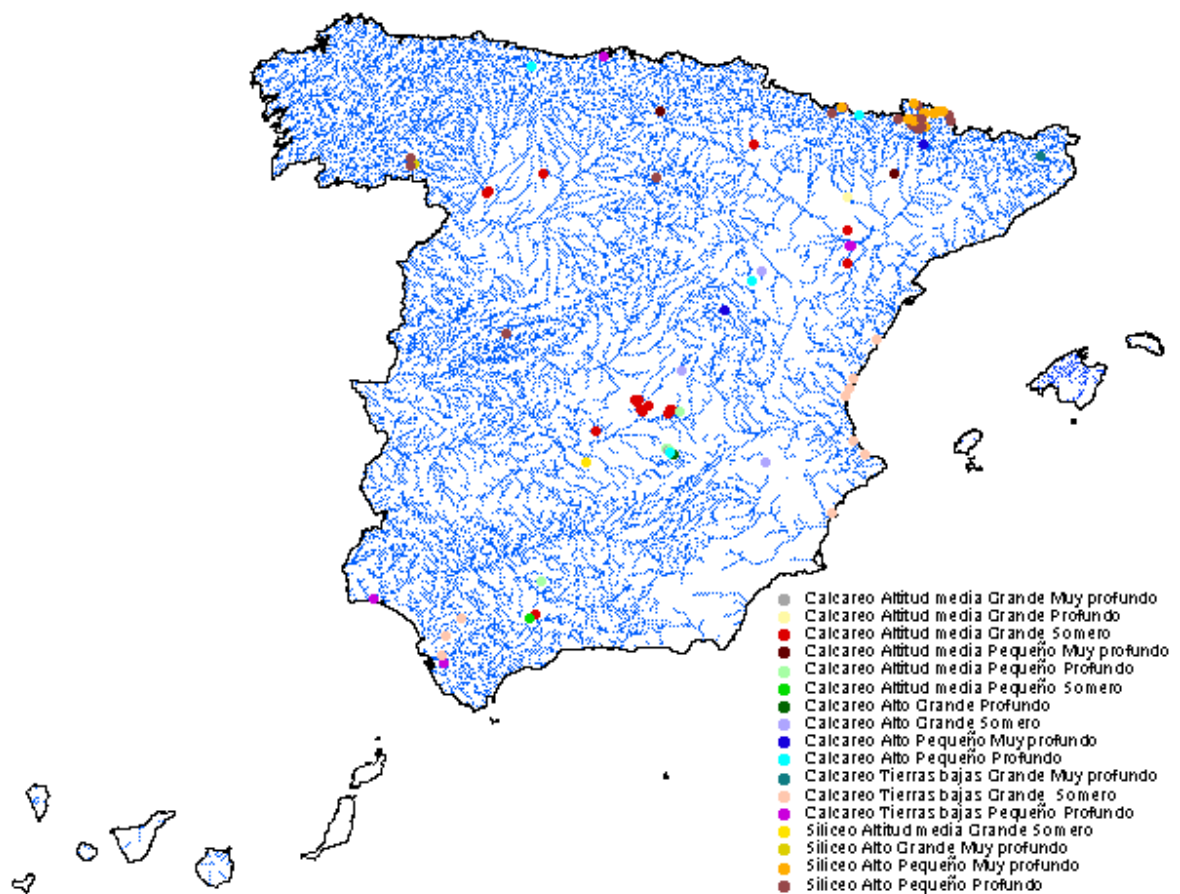 Calcareo Altitud media Grande Muy profundo
Calcareo Altitud media Grande Profundo
Calcareo Altitud media Grande Somero
Calcareo Altitud media Pequeño Muy profundo
Calcareo Altitud media Pequeño Profundo
Calcareo Altitud media Pequeño Somero
Calcareo Alto Grande Profundo
Calcareo Alto Grande Somero
Calcareo Alto Pequeño Muy profundo
Calcareo Alto Pequeño Profundo
Calcareo Tierras bajas Grande Muy profundo
Calcareo Tierras bajas Grande Somero
Calcareo Tierras bajas Pequeño Profundo
Siliceo Altitud media Grande Somero
Siliceo Alto Grande Muy profundo
Siliceo Alto Pequeño Muy profundo
Siliceo Alto Pequeño Profundo